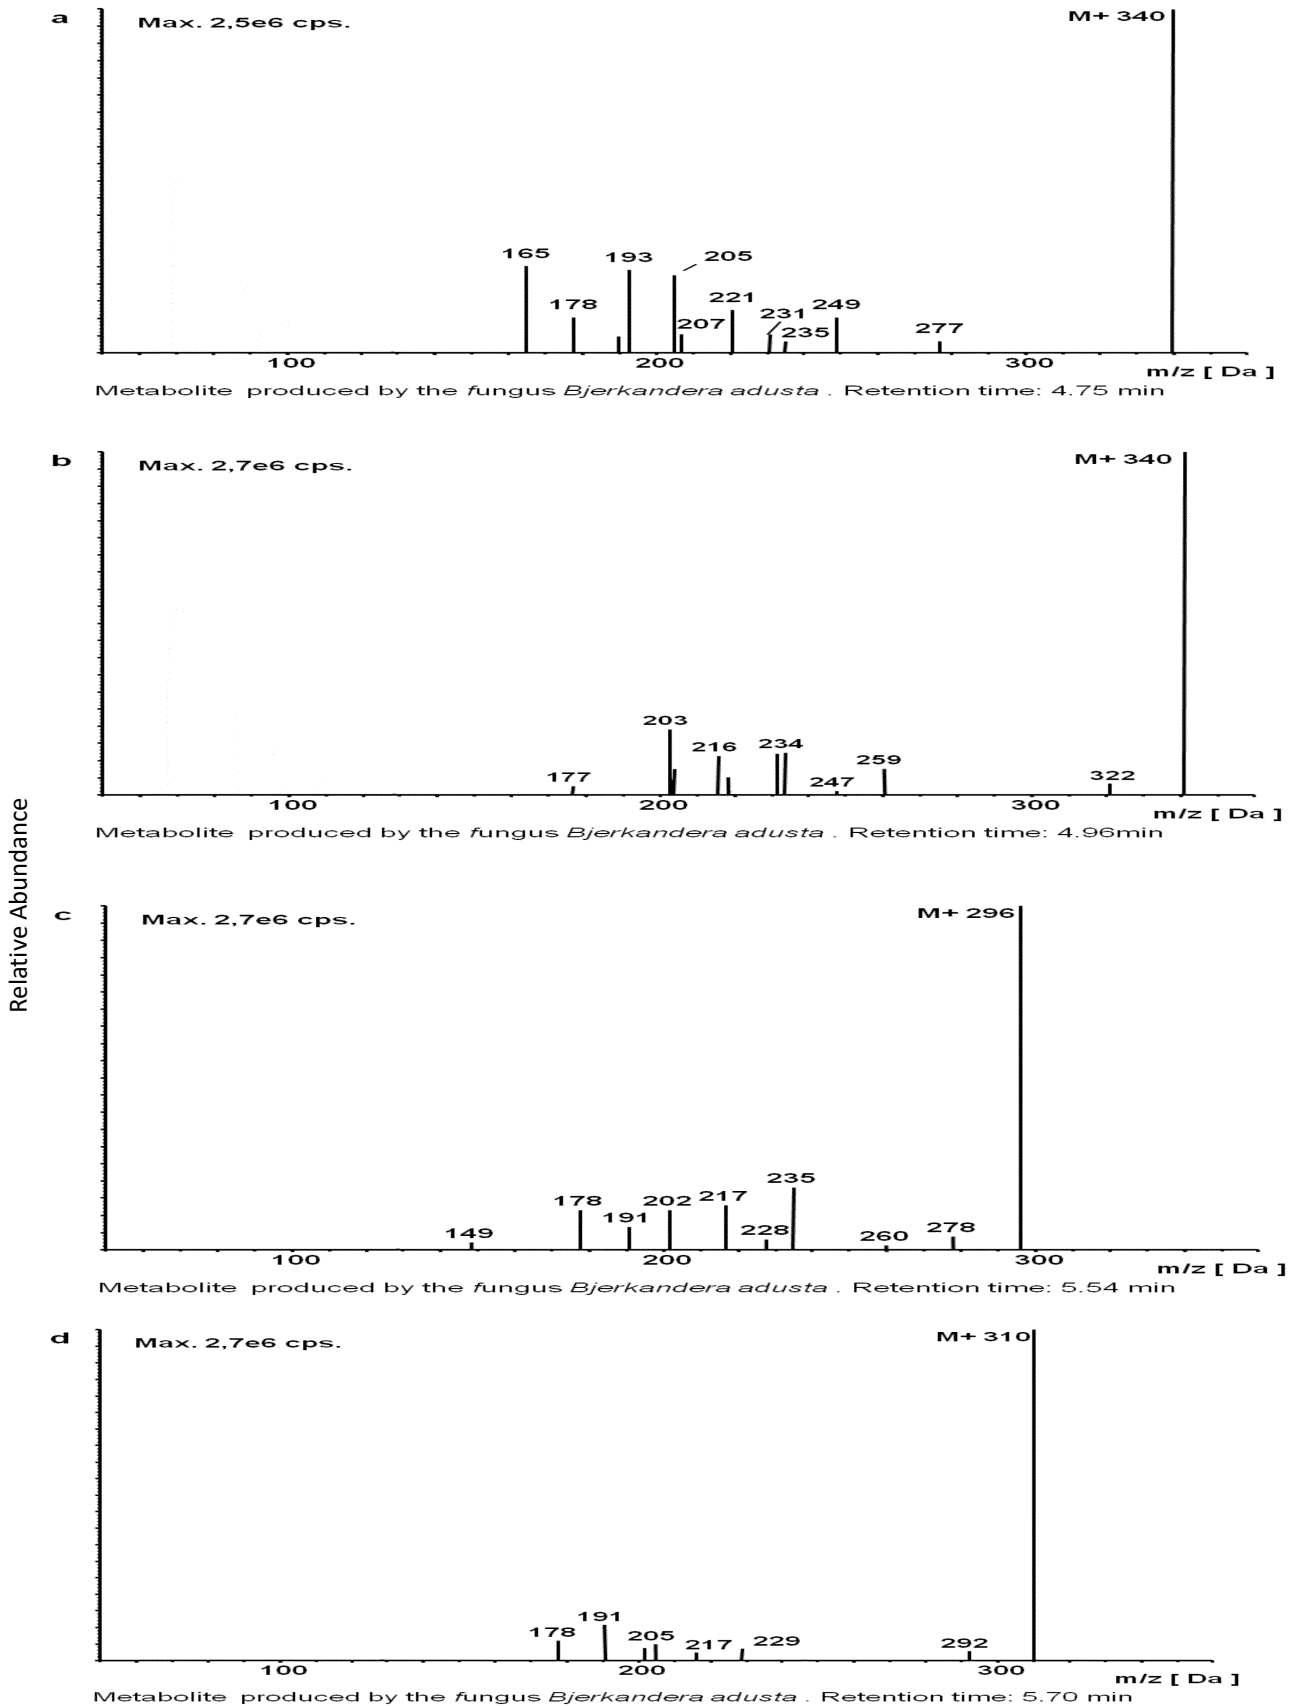 a
Max. 2,5e6 cps.
M+ 340
165
193
205
178
221
249
231
207
235
277
100
200
300
m/z [ Da ]
Metabolite produced by the fungus Bjerkandera adusta . Retention time: 4.75 min
b
Max. 2,7e6 cps.
M+ 340
203
216
234
259
177
247
322
100
200
300
m/z [ Da ]
Metabolite produced by the fungus Bjerkandera adusta . Retention time: 4.96min
Relative Abundance
c
Max. 2,7e6 cps.
M+ 296
235
178
202
217
191
149
228
260
278
100
200
300
m/z [ Da ]
Metabolite produced by the fungus Bjerkandera adusta . Retention time: 5.54 min
d
Max. 2,7e6 cps.
M+ 310
191
178
205
217
229
292
100
200
300
m/z [ Da ]
Metabolite produced by the fungus Bjerkandera adusta . Retention time: 5.70 min